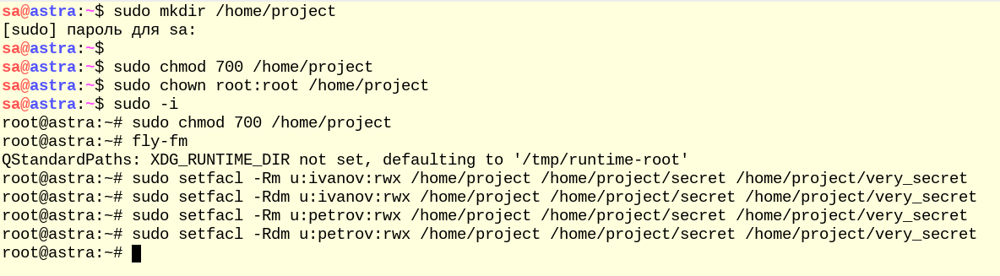 sa@astra:~$ sudo mkdir /home/project
[sudo] пароль для sa:
sa@astra:~$
sa@astra:~$ sudo chmod 700 /home/project
sa@astra:~$ sudo chown root:root /home/project
sa@astra:~$ sudo -i
root@astra:~# sudo chmod 700 /home/project
root@astra:~# fly-fm
QStandardPaths: XDG_RUNTIME_DIR not set, defaulting to '/tmp/runtime-root'
root@astra:~# sudo setfacl -Rm u:ivanov:rwx /home/project /home/project/secret /home/project/very_secret
root@astra:~# sudo setfacl -Rdm u:ivanov:rwx /home/project /home/project/secret /home/project/very_secret
root@astra:~# sudo setfacl -Rm u:petrov:rwx /home/project /home/project/secret /home/project/very_secret
root@astra:~# sudo setfacl -Rdm u:petrov:rwx /home/project /home/project/secret /home/project/very_secret
root@astra:~#